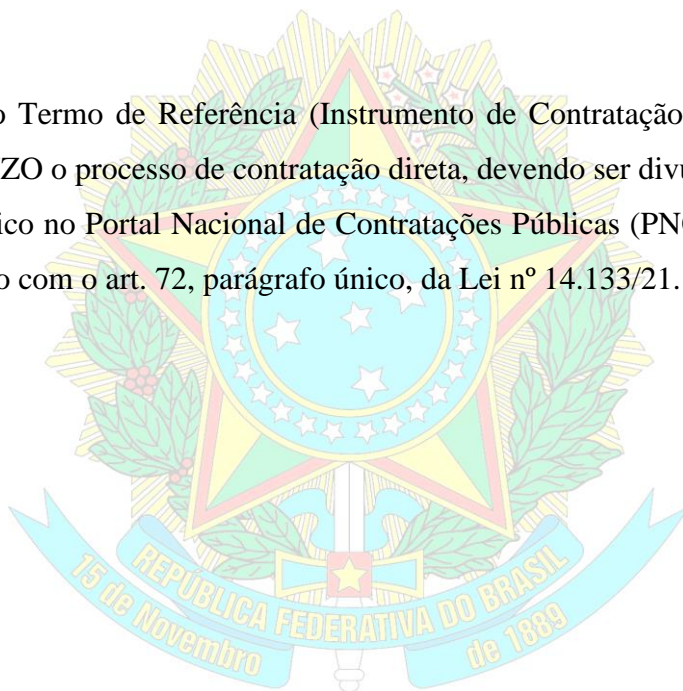 o Termo de Referência (Instrumento de Contratação
ZO o processo de contratação direta, devendo ser divu
ico no Portal Nacional de Contratações Públicas (PN
o com o art. 72, parágrafo único, da Lei nº 14.133/21.
REPÚBLICA FEDERATIVA DO BRASIL
15 de Novembro
de 1889